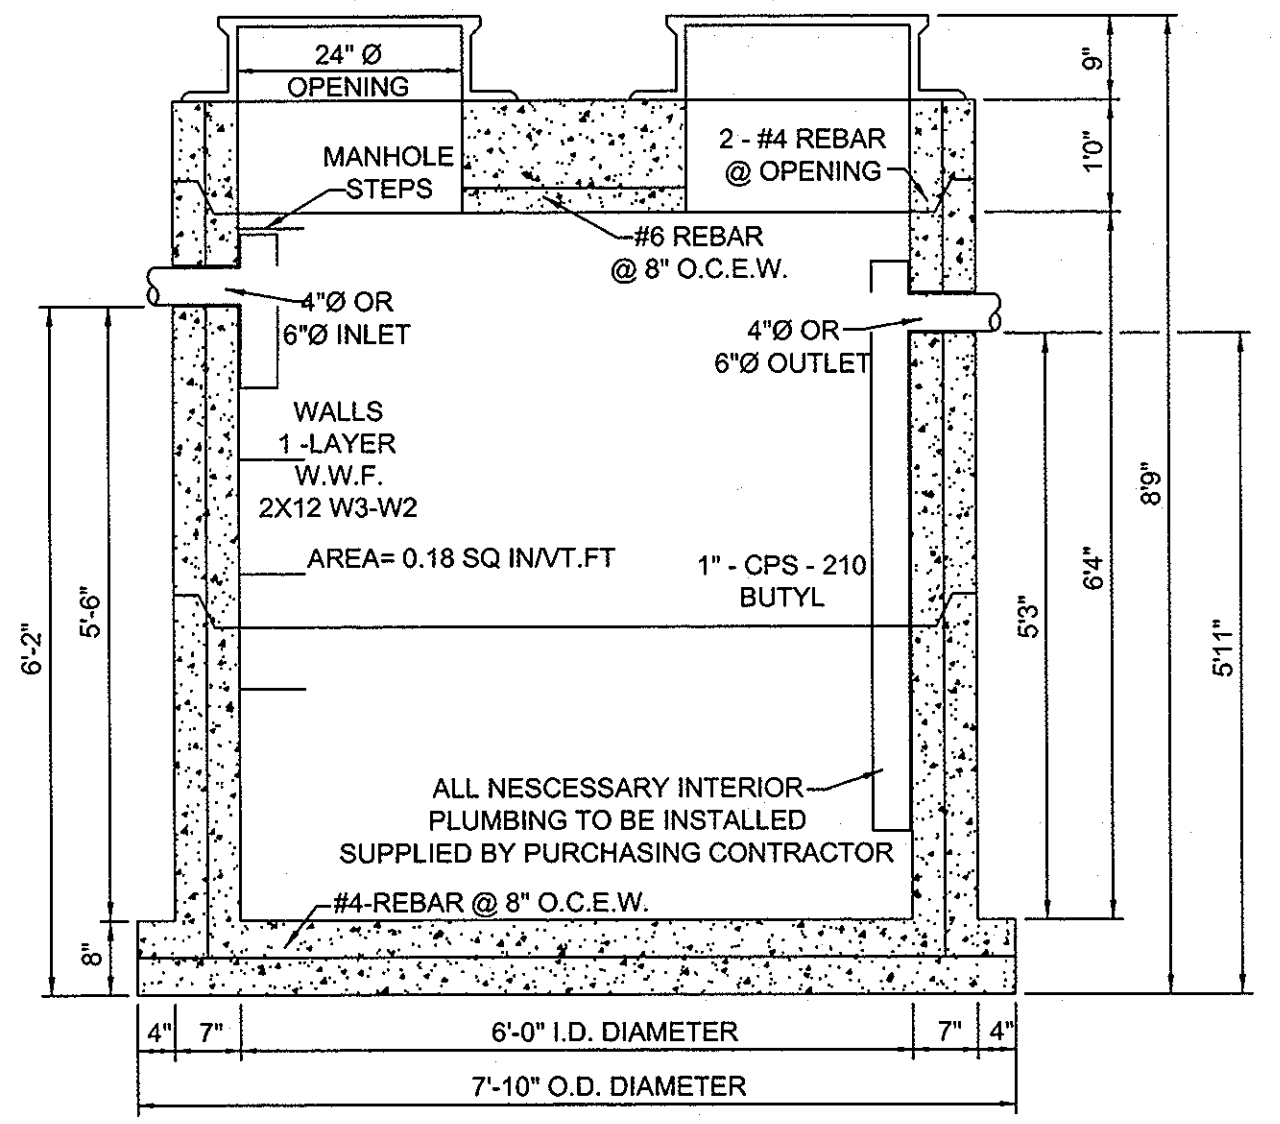 24" Ø
OPENING
9"
MANHOLE
STEPS
2 - #4 REBAR
@ OPENING
1'0"
#6 REBAR
@ 8" O.C.E.W.
4"Ø OR
6"Ø INLET
4"Ø OR
6"Ø OUTLET
WALLS
1 -LAYER
W.W.F.
2X12 W3-W2
AREA= 0.18 SQ IN/VT.FT
1" - CPS - 210
BUTYL
6'-2"
5'-6"
5'3"
6'4"
8'9"
5'11"
ALL NESCESSARY INTERIOR
PLUMBING TO BE INSTALLED
SUPPLIED BY PURCHASING CONTRACTOR
#4-REBAR @ 8" O.C.E.W.
8"
4" 7" 6'-0" I.D. DIAMETER 7" 4"
7'-10" O.D. DIAMETER